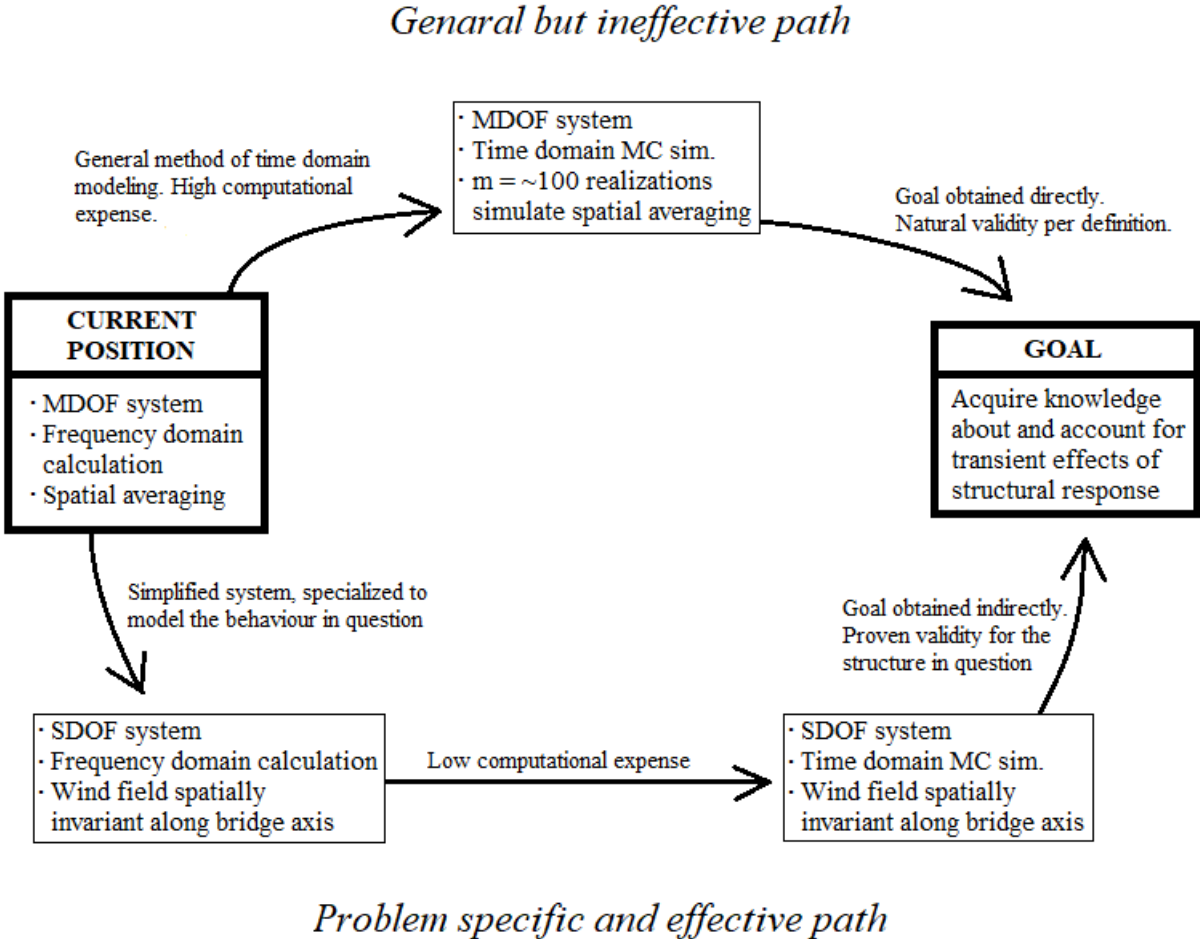 Genaral but ineffective path
· MDOF system
· Time domain MC sim.
· m = ~100 realizations
simulate spatial averaging
General method of time domain
modeling. High computational
expense.
Goal obtained directly.
Natural validity per definition.
CURRENT
POSITION
· MDOF system
· Frequency domain
calculation
· Spatial averaging
GOAL
Acquire knowledge
about and account for
transient effects of
structural response
Simplified system, specialized to
model the behaviour in question
Goal obtained indirectly.
Proven validity for the
structure in question
· SDOF system
· Frequency domain calculation
· Wind field spatially
invariant along bridge axis
Low computational expense
· SDOF system
· Time domain MC sim.
· Wind field spatially
invariant along bridge axis
Problem specific and effective path